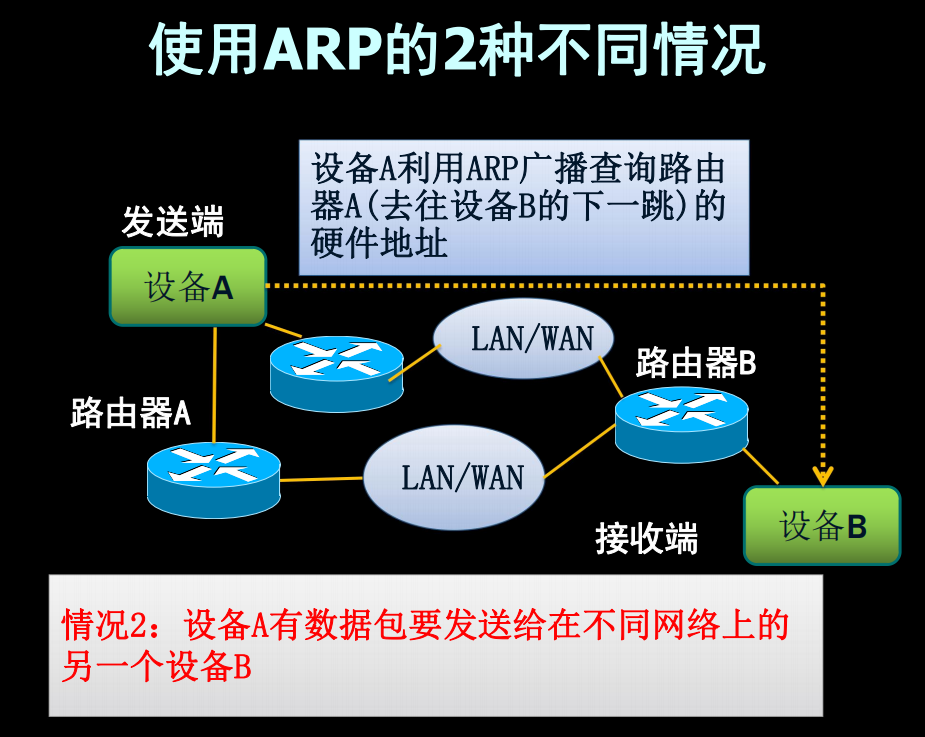 使用ARP的2种不同情况
设备A利用ARP广播查询路由
器A(去往设备B的下一跳)的
硬件地址
发送端
设备A
LAN/WAN
路由器B
路由器A
LAN/WAN
设备B
接收端
情况2：设备A有数据包要发送给在不同网络上的
另一个设备B